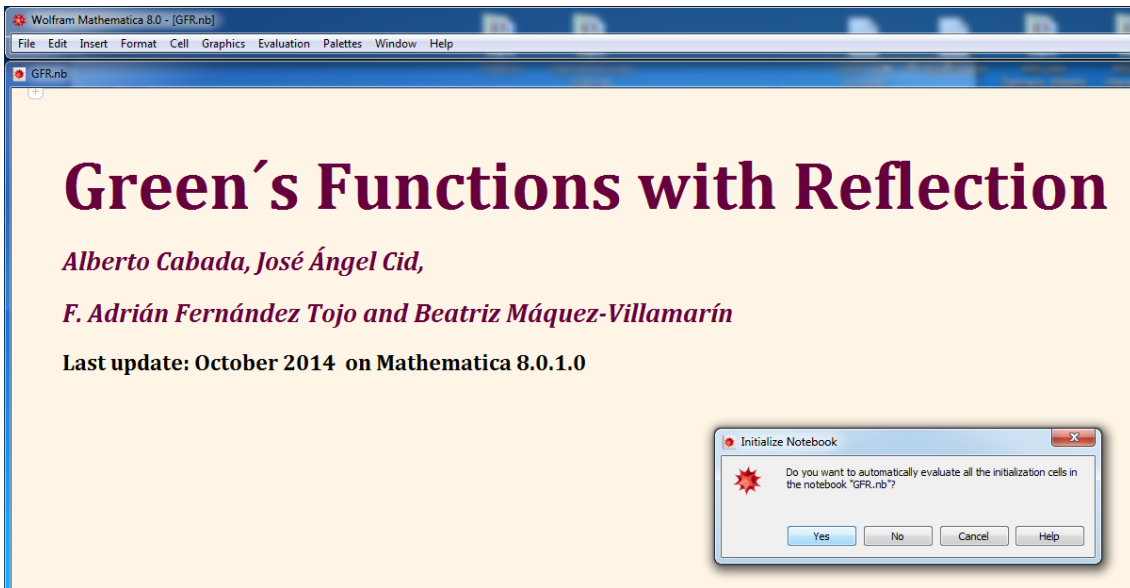 Wolfram Mathematica 8.0 - [GFR.nb]
File Edit Insert Format Cell Graphics Evaluation Palettes Window Help
GFR.nb
Green´s Functions with Reflection
Alberto Cabada, José Ángel Cid,
F. Adrián Fernández Tojo and Beatriz Máquez-Villamarín
Last update: October 2014 on Mathematica 8.0.1.0
Initialize Notebook
Do you want to automatically evaluate all the initialization cells in
the notebook "GFR.nb"?
Yes No Cancel Help